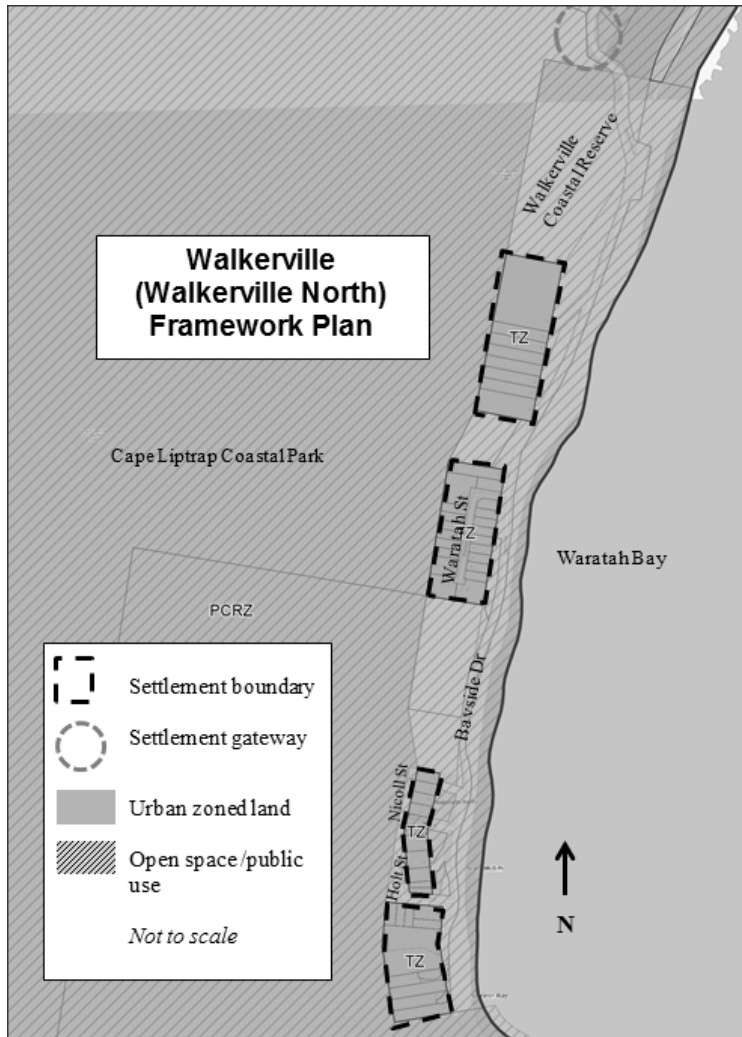 Walkerville
Coastal Reserve
Walkerville
(Walkerville North)
Framework Plan
TZ
Cape Liptrap Coastal Park
Waratah St
TZ
Waratah Bay
PCRZ
Bayside Dr
Settlement boundary
Settlement gateway
Urban zoned land
Open space /public
use
Not to scale
Nicoll St
TZ
Holt St
TZ
N